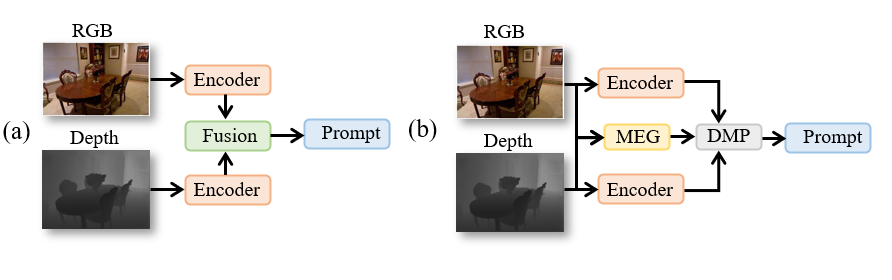 (a)
RGB
Encoder
Fusion
Prompt
Depth
Encoder
(b)
RGB
Encoder
MEG
DMP
Prompt
Depth
Encoder